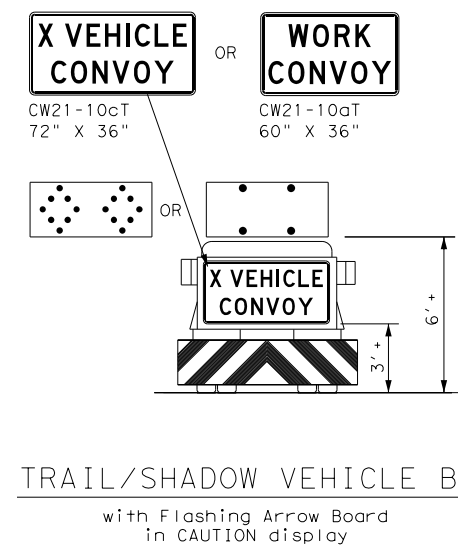 X VEHICLE
CONVOY
OR
WORK
CONVOY
CW21-10cT
72" X 36"
CW21-10aT
60" X 36"
OR
X VEHICLE
CONVOY
6'+
3'+
TRAIL/SHADOW VEHICLE B
with Flashing Arrow Board
in CAUTION display